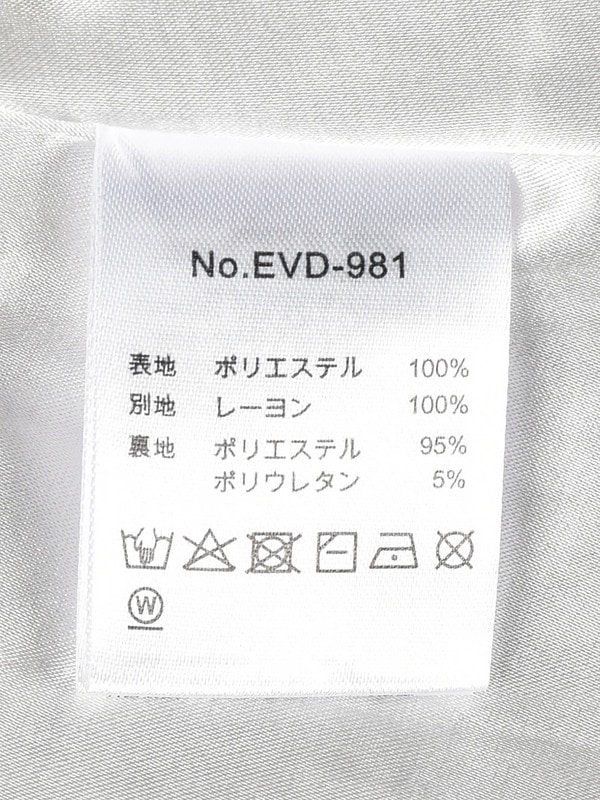 No.EVD-981
表地 ポリエステル 100%
別地 レーヨン 100%
裏地 ポリエステル 95%
ポリウレタン 5%
W